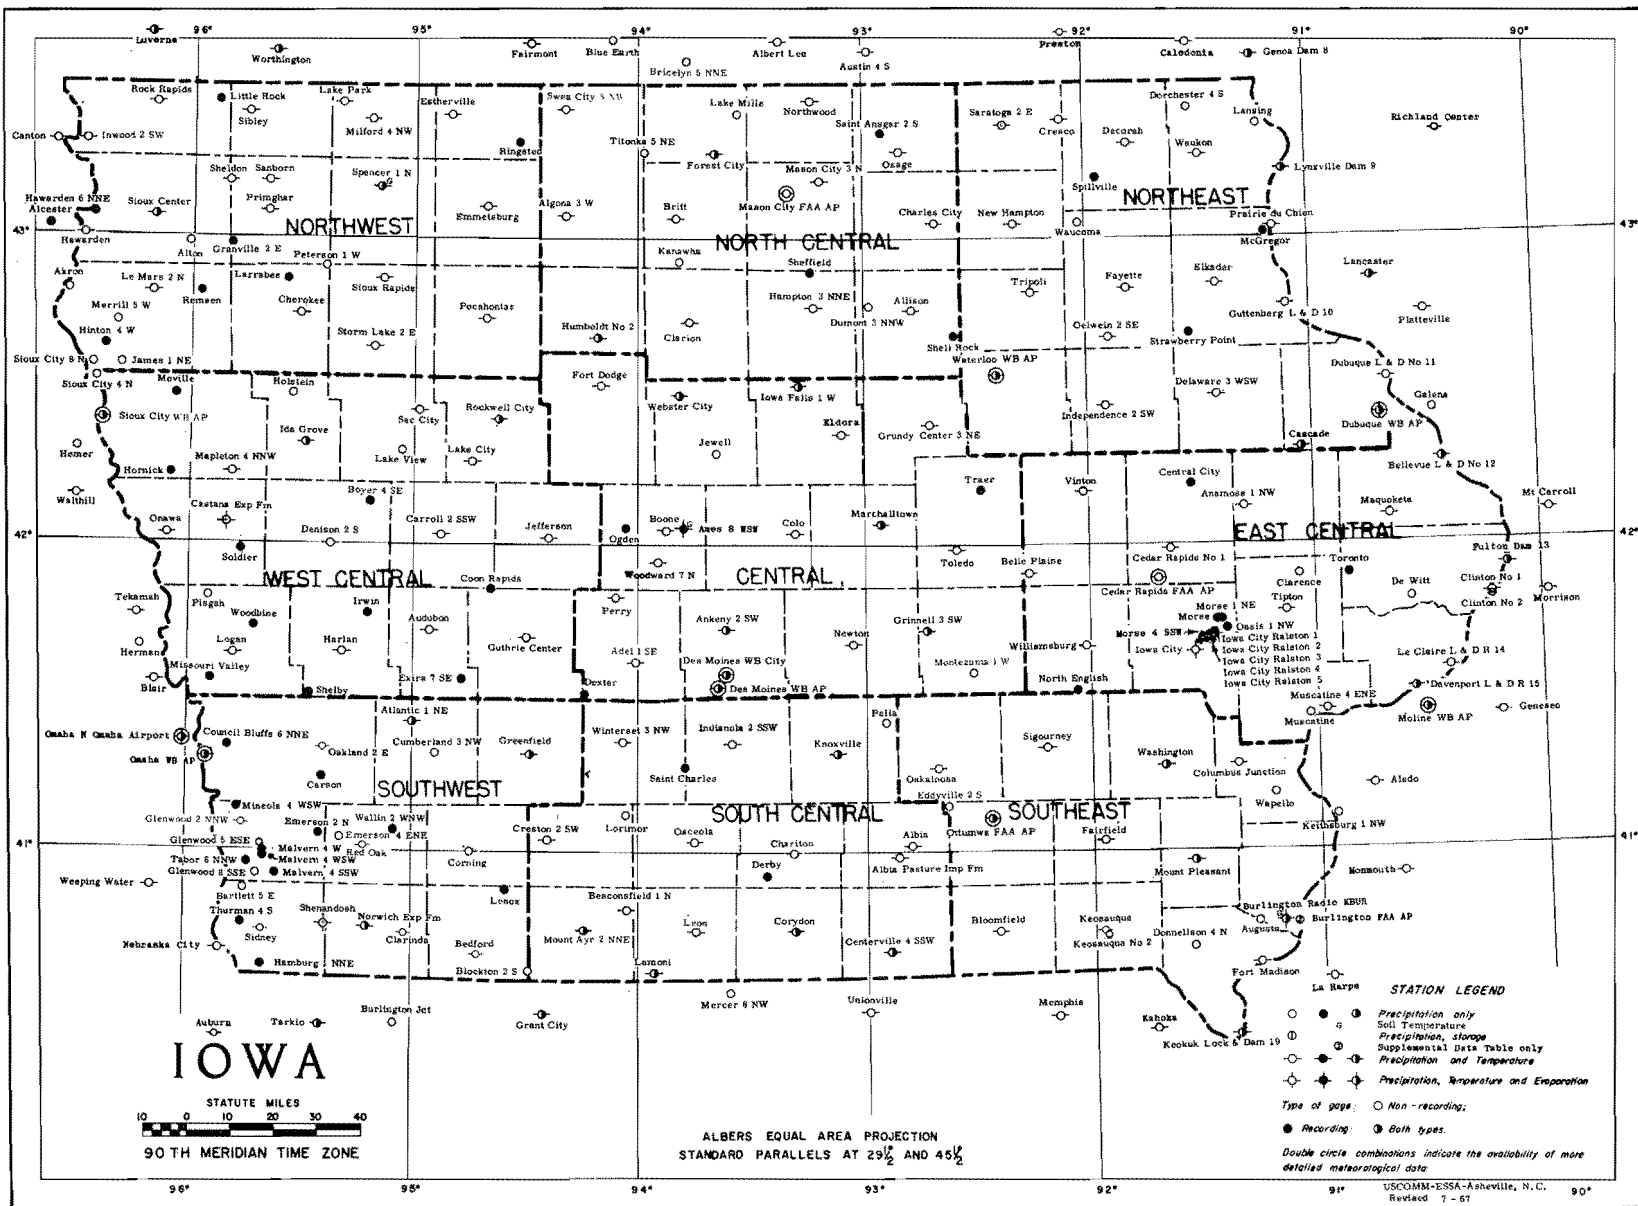 96° 95° 94° 93° 92° 91° 90°
Luverne
Worthington
Fairmont
Blue Earth
Bricelyn 5 NNE
Albert Lea
Austin 4 S
Preston
Caledonia
Genoa Dam 8
Rock Rapids
Little Rock
Sibley
Lake Park
Milford 4 NW
Estherville
Swea City
Lake Mills
Northwood
Saint Ansgar 2 S
Saratoga 2 E
Cresco
Decorah
Dorchester 4 S
Waukon
Lansing
Richland Center
Canton
Inwood 2 SW
Ringsted
Titonka 5 NE
Forest City
Mason City 3 N
Osage
Lynxville Dam 9
Sheldon
Sanborn
Spencer 1 N
G
Mason City FAA AP
Spillville
NORTHEAST
Hawarden 6 NNE
Alcester
Sioux Center
Primghar
Emmetsburg
Algona 3 W
Britt
Charles City
New Hampton
Waucoma
Prairie du Chien
McGregor
NORTHWEST
NORTH CENTRAL
43°
43°
Hawarden
Alton
Granville 2 E
Peterson 1 W
Kanawha
Sheffield
Akron
Le Mars 2 N
Remsen
Larrabee
Cherokee
Sioux Rapids
Tripoli
Fayette
Elkader
Lancaster
Merrill 5 W
Pocahontas
Hampton 3 NNE
Allison
Dumont 3 NNW
Guttenberg L & D 10
Platteville
Hinton 4 W
Storm Lake 2 E
Humboldt No 2
Clarion
Shell Rock
Oelwein 2 SE
Strawberry Point
Sioux City 8 N
James 1 NE
Waterloo WB AP
Dubuque L & D No 11
Sioux City 4 N
Moville
Holstein
Fort Dodge
Iowa Falls 1 W
Delaware 3 WSW
Galena
Sioux City WB AP
Sac City
Rockwell City
Webster City
Eldora
Grundy Center 3 NE
Independence 2 SW
Dubuque WB AP
Ida Grove
Homer
Mapleton 4 NNW
Lake View
Lake City
Jewell
Cascade
Bellevue L & D No 12
Hornick
Walthill
Boyer 4 SE
Traer
Vinton
Central City
Anamosa 1 NW
Maquoketa
Mt Carroll
Onawa
Castana Exp Fm
Denison 2 S
Carroll 2 SSW
Jefferson
Ogden
Boone
G
Ames 8 WSW
Colo
Marshalltown
EAST CENTRAL
42°
42°
Soldier
Toledo
Belle Plaine
Cedar Rapids No 1
Toronto
Fulton Dam 13
WEST CENTRAL
CENTRAL
Coon Rapids
Woodward 7 N
Cedar Rapids FAA AP
Clarence
De Witt
Clinton No 1
Clinton No 2
Morrison
Tekamah
Pisgah
Woodbine
Irwin
Audubon
Perry
Tipton
Herman
Logan
Harlan
Guthrie Center
Ankeny 2 SW
Newton
Grinnell 3 SW
Morse 1 NE
Morse
Oasis 1 NW
Morse 4 SSW
Iowa City Ralston 1
Iowa City Ralston 2
Iowa City Ralston 3
Iowa City Ralston 4
Iowa City Ralston 5
Iowa City
Williamsburg
Le Claire L & D R 14
Missouri Valley
Blair
Shelby
Exira 7 SE
Adel 1 SE
Dexter
Des Moines WB City
Des Moines WB AP
Montezuma 1 W
North English
Davenport L & D R 15
Muscatine 4 ENE
Muscatine
Moline WB AP
Geneseo
Omaha N Omaha Airport
Council Bluffs 6 NNE
Omaha WB AP
Atlantic 1 NE
Oakland 2 E
Cumberland 3 NW
Greenfield
Winterset 3 NW
Indianola 2 SSW
Pella
Knoxville
Sigourney
Washington
Columbus Junction
Carson
Saint Charles
Oskaloosa
Wapello
Aledo
SOUTHWEST
SOUTH CENTRAL
SOUTHEAST
Mineola 4 WSW
Glenwood 2 NNW
Emerson 2 N
Wallin 2 WNW
Emerson 4 ENE
Red Oak
Creston 2 SW
Lorimor
Osceola
Albia
Eddyville 2 S
Ottumwa FAA AP
Fairfield
Keithsburg 1 NW
41°
41°
Glenwood 5 ESE
Malvern 4 W
Tabor 6 NNW
Malvern 4 WSW
Glenwood 8 SSE
Malvern 4 SSW
Corning
Chariton
Derby
Albia Pasture Imp Fm
Mount Pleasant
Monmouth
Weeping Water
Bartlett 5 E
Thurman 4 S
Sidney
Shenandoah
Norwich Exp Fm
Clarinda
Lenox
Beaconsfield 1 N
Mount Ayr 2 NNE
Leon
Corydon
Bloomfield
Keosauqua
Keosauqua No 2
Donnellson 4 N
Burlington Radio KBUR
Burlington FAA AP
Augusta
Nebraska City
Hamburg 1 NNE
Bedford
Blockton 2 S
Lamoni
Centerville 4 SSW
Fort Madison
La Harpe
Auburn
Tarkio
Burlington Jct
Grant City
Mercer 6 NW
Unionville
Memphis
Kahoka
Keokuk Lock & Dam 19
IOWA
STATUTE MILES
10 0 10 20 30 40
90 TH MERIDIAN TIME ZONE
ALBERS EQUAL AREA PROJECTION
STANDARD PARALLELS AT 29½° AND 45½°
STATION LEGEND
Precipitation only
G Soil Temperature
Precipitation, storage
Supplemental Data Table only
Precipitation and Temperature
Precipitation, Temperature and Evaporation
Type of gage: Non-recording;
Recording: Both types.
Double circle combinations indicate the availability of more
detailed meteorological data
USCOMM-ESSA-Asheville, N.C.
Revised 7 - 67
96° 95° 94° 93° 92° 91° 90°